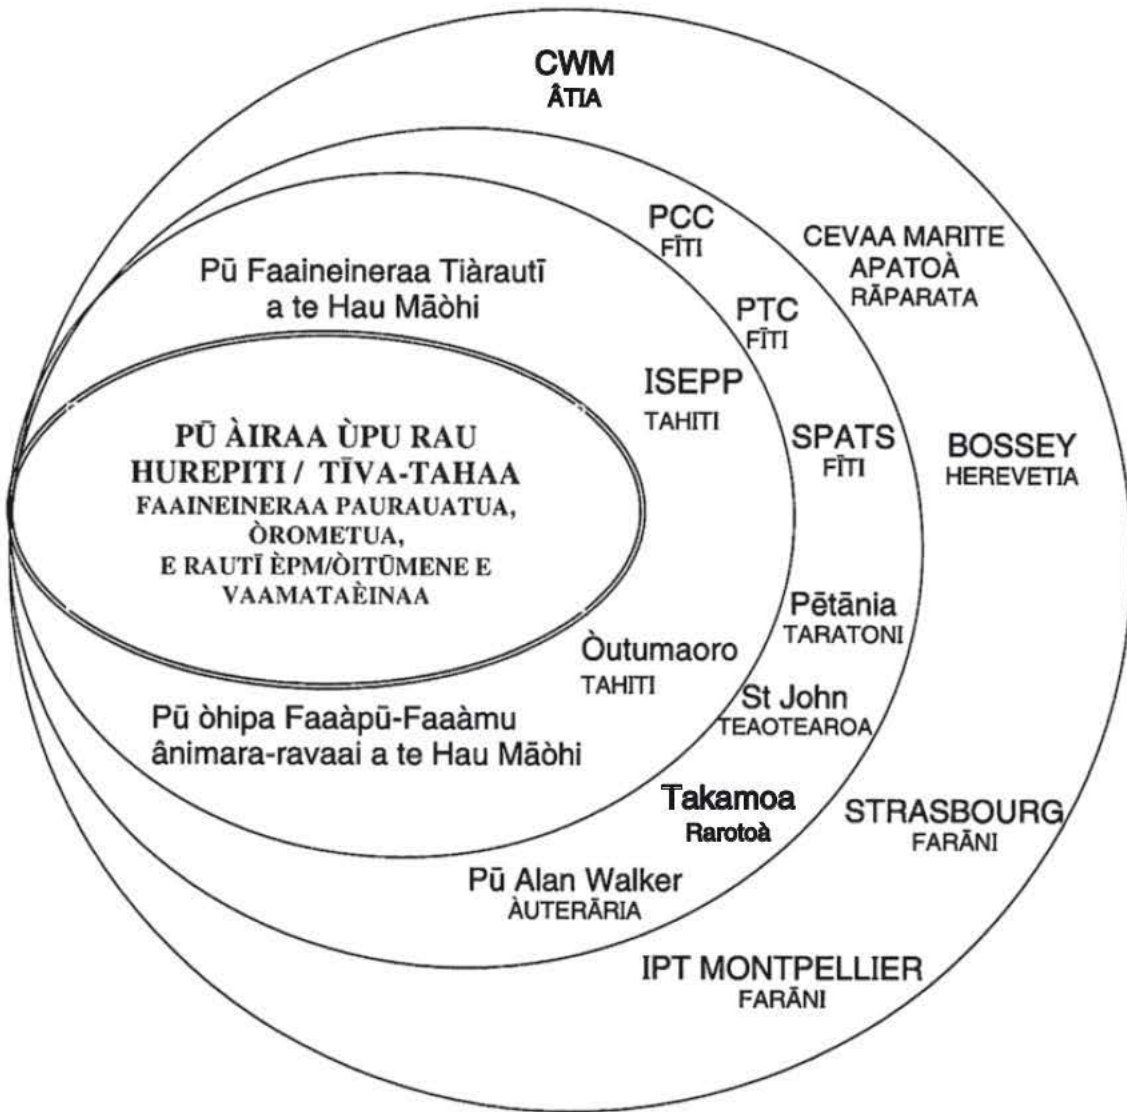 CWM
ÂTIA
PCC
FĪTI
CEVAA MARITE
APATOÀ
RĀPARATA
Pū Faaineineraa Tiàrautī
a te Hau Māòhi
PTC
FĪTI
ISEPP
TAHITI
SPATS
FĪTI
BOSSEY
HEREVETIA
PŪ ÀIRAA ÙPU RAU
HUREPITI / TĪVA-TAHAA
FAAINEINERAA PAURAUATUA,
ÒROMETUA,
E RAUTĪ ÈPM/ÒITŪMENE E
VAAMATAÈINAA
Pētānia
TARATONI
Òutumaoro
TAHITI
St John
TEAOTEAROA
Pū òhipa Faaàpū-Faaàmu
ânimara-ravaai a te Hau Māòhi
Takamoa
Rarotoà
STRASBOURG
FARĀNI
Pū Alan Walker
ÀUTERĀRIA
IPT MONTPELLIER
FARĀNI